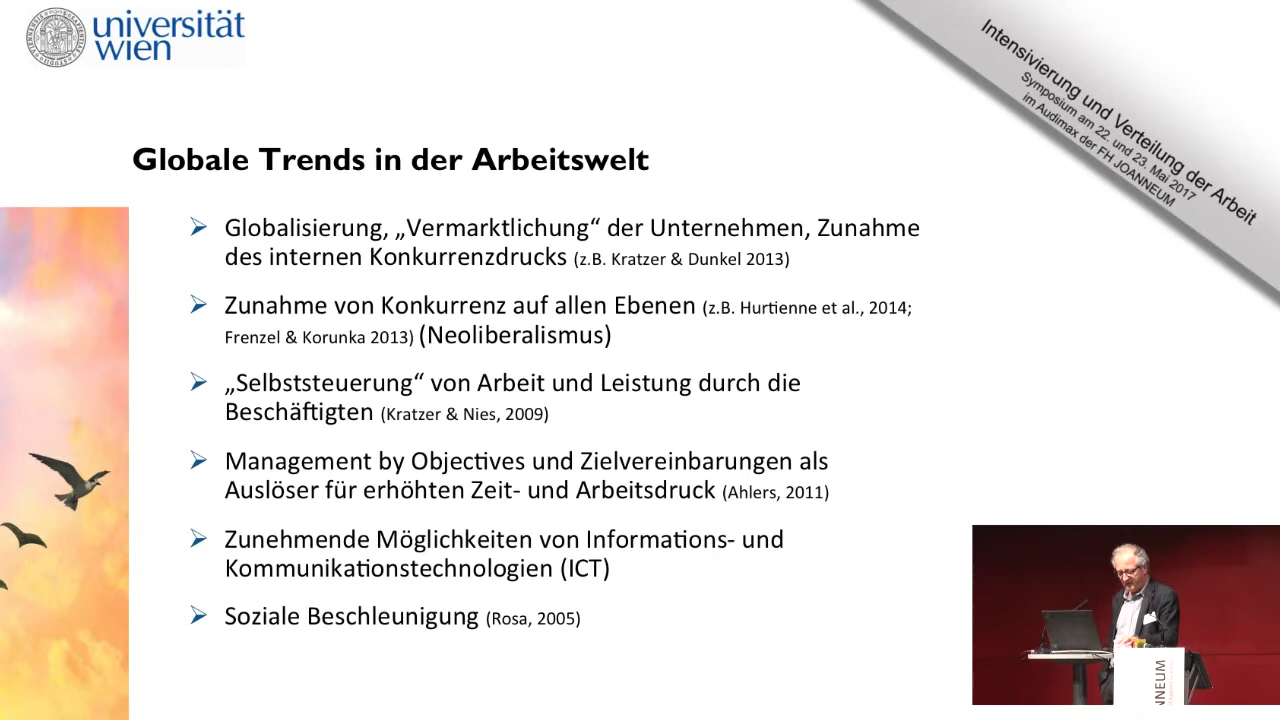 universität
wien
Intensivierung und Verteilung der Arbeit
Symposium am 22. und 23. Mai 2017
im Audimax der FH JOANNEUM
Globale Trends in der Arbeitswelt
Globalisierung, „Vermarktlichung“ der Unternehmen, Zunahme
des internen Konkurrenzdrucks (z.B. Kratzer & Dunkel 2013)
Zunahme von Konkurrenz auf allen Ebenen (z.B. Hurtienne et al., 2014;
Frenzel & Korunka 2013) (Neoliberalismus)
„Selbststeuerung“ von Arbeit und Leistung durch die
Beschäftigten (Kratzer & Nies, 2009)
Management by Objectives und Zielvereinbarungen als
Auslöser für erhöhten Zeit- und Arbeitsdruck (Ahlers, 2011)
Zunehmende Möglichkeiten von Informations- und
Kommunikationstechnologien (ICT)
Soziale Beschleunigung (Rosa, 2005)
NNEUM